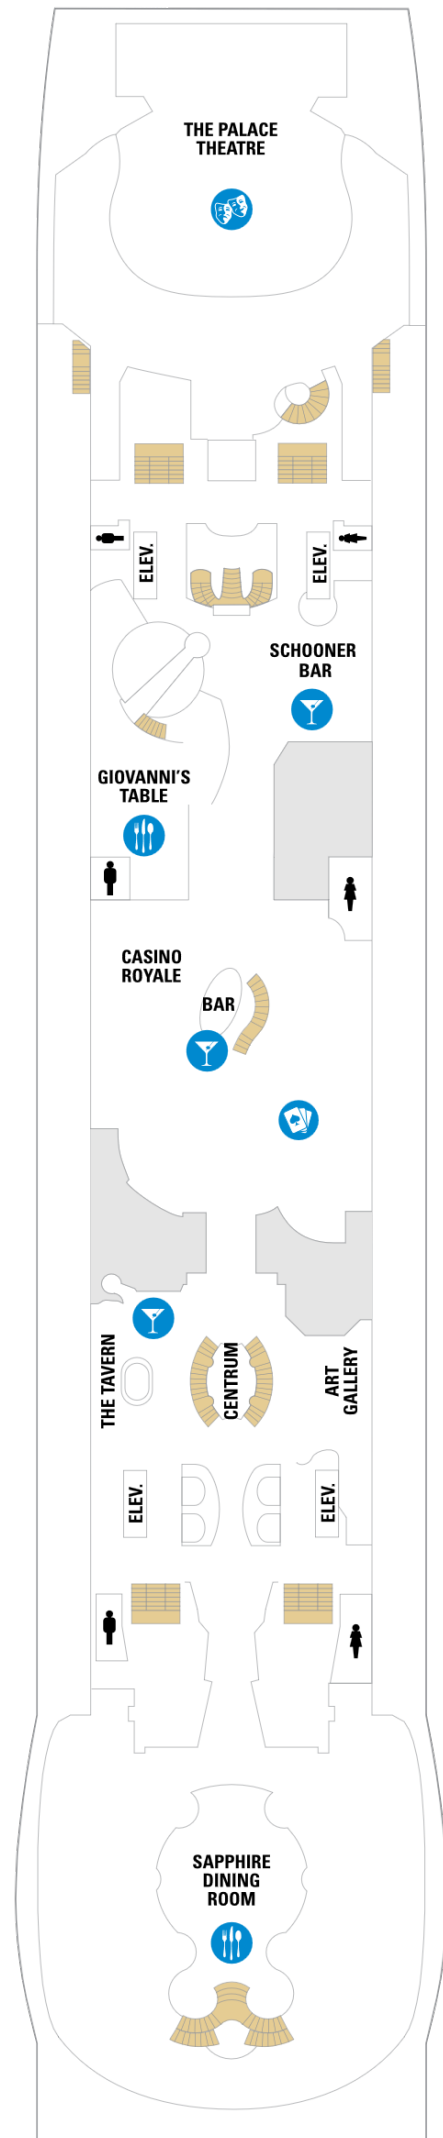 THE PALACE
THEATRE
ELEV.
ELEV.
SCHOONER
BAR
GIOVANNI'S
TABLE
CASINO
ROYALE
BAR
THE TAVERN
CENTRUM
ART
GALLERY
ELEV.
ELEV.
SAPPHIRE
DINING
ROOM